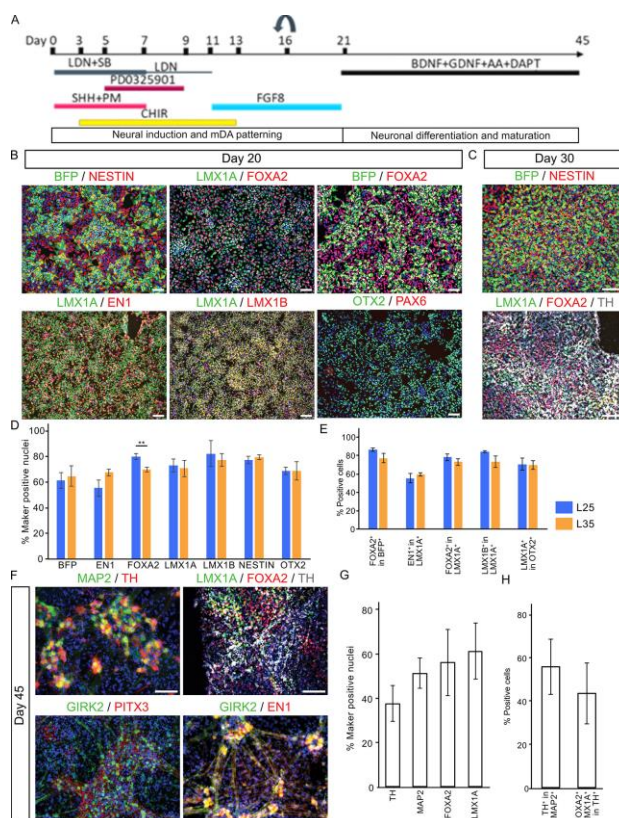 A
Day 0 3 5 7 9 11 13 16 21 45
LDN+SB LDN
BDNF+GDNF+AA+DAPT
PD0325901
SHH+PM
FGF8
CHIR
Neural induction and mDA patterning
Neuronal differentiation and maturation
B
Day 20
C
Day 30
BFP / NESTIN
LMX1A / FOXA2
BFP / FOXA2
BFP / NESTIN
LMX1A / EN1
LMX1A / LMX1B
OTX2 / PAX6
LMX1A / FOXA2 / TH
D
% Maker positive nuclei
100
80
60
40
20
0
**
BFP EN1 FOXA2 LMX1A LMX1B NESTIN OTX2
E
% Positive cells
100
80
60
40
20
0
FOXA2+ in BFP+
EN1+ in LMX1A+
FOXA2+ in LMX1A+
LMX1B+ in LMX1A+
LMX1A+ in OTX2+
L25
L35
F
Day 45
MAP2 / TH
LMX1A / FOXA2 / TH
GIRK2 / PITX3
GIRK2 / EN1
G
% Maker positive nuclei
80
60
40
20
0
TH
MAP2
FOXA2
LMX1A
H
% Positive cells
80
60
40
20
0
TH+ in MAP2+
OXA2+
MX1A+
in TH+